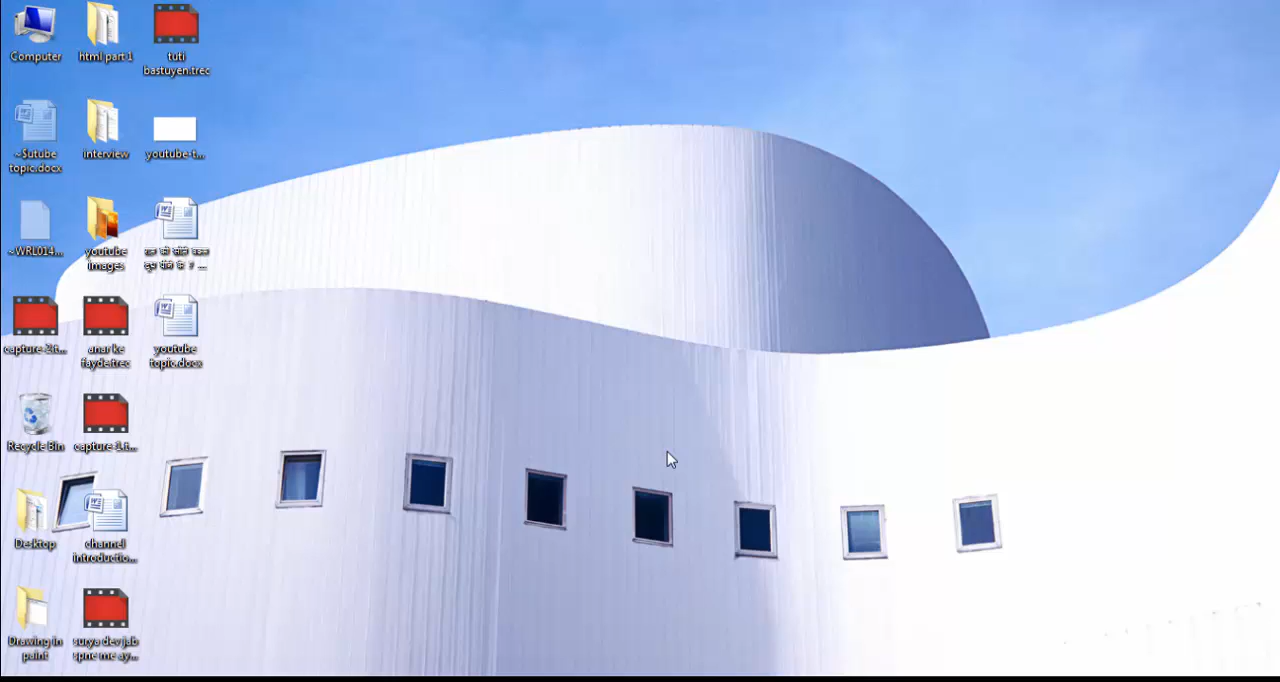 Computer
html part 1
tuti
bastuyen.trec
~$utube
topic.docx
interview
youtube-t...
~WRL014...
youtube
images
capture-2.t...
anar ke
fayde.trec
youtube
topic.docx
Recycle Bin
capture-1.t...
Desktop
channel
introductio...
Drawing in
paint
surya dev jab
spne me ay...